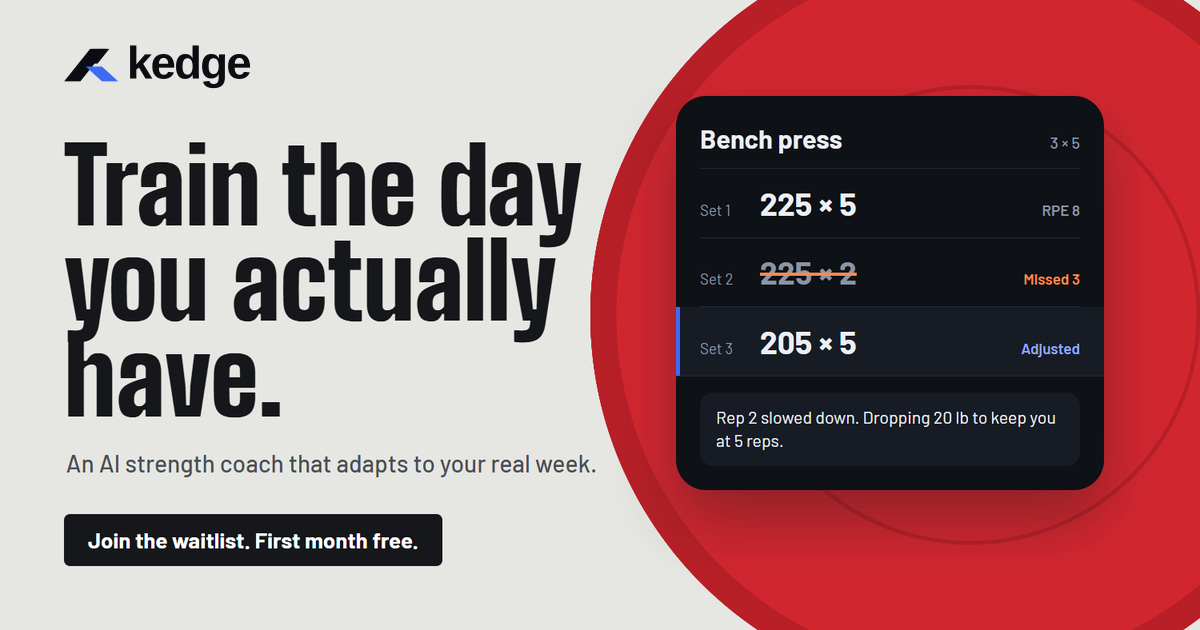 kedge
Train the day
you actually
have.
An AI strength coach that adapts to your real week.
Join the waitlist. First month free.
Bench press
3 × 5
Set 1
225 × 5
RPE 8
Set 2
225 × 2
Missed 3
Set 3
205 × 5
Adjusted
Rep 2 slowed down. Dropping 20 lb to keep you
at 5 reps.